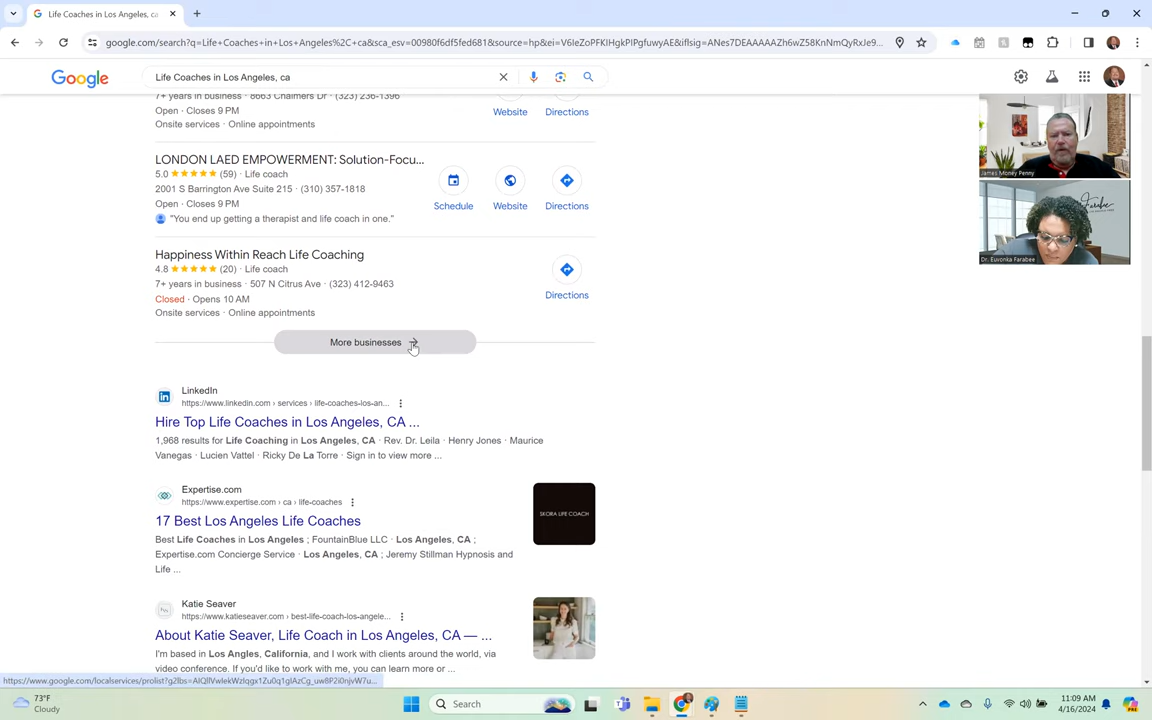 Life Coaches in Los Angeles, ca
google.com/search?q=Life+Coaches+in+Los+Angeles%2C+ca&sca_esv=00980f6df5fed681&source=hp&ei=V6IeZoPFKIHgkPIPgfuwyAE&iflsig=ANes7DEAAAAAZh6wZ58KnNmQyRxJe9...
Google
Life Coaches in Los Angeles, ca
7+ years in business · 8663 Chalmers Dr · (323) 236-1396
Open · Closes 9 PM
Onsite services · Online appointments
Website
Directions
LONDON LAED EMPOWERMENT: Solution-Focu...
5.0 (59) · Life coach
2001 S Barrington Ave Suite 215 · (310) 357-1818
Open · Closes 9 PM
"You end up getting a therapist and life coach in one."
Schedule
Website
Directions
Happiness Within Reach Life Coaching
4.8 (20) · Life coach
7+ years in business · 507 N Citrus Ave · (323) 412-9463
Closed · Opens 10 AM
Onsite services · Online appointments
Directions
More businesses
LinkedIn
https://www.linkedin.com › services › life-coaches-los-an...
Hire Top Life Coaches in Los Angeles, CA ...
1,968 results for Life Coaching in Los Angeles, CA · Rev. Dr. Leila · Henry Jones · Maurice
Vanegas · Lucien Vattel · Ricky De La Torre · Sign in to view more ...
Expertise.com
https://www.expertise.com › ca › life-coaches
17 Best Los Angeles Life Coaches
Best Life Coaches in Los Angeles ; FountainBlue LLC · Los Angeles, CA ;
Expertise.com Concierge Service · Los Angeles, CA ; Jeremy Stillman Hypnosis and
Life ...
SKORA LIFE COACH
Katie Seaver
https://www.katieseaver.com › best-life-coach-los-angele...
About Katie Seaver, Life Coach in Los Angeles, CA — ...
I'm based in Los Angles, California, and I work with clients around the world, via
video conference. If you'd like to work with me, you can learn more or ...
James Money Penny
Farabee
Dr. Euvonka Farabee
73°F
Cloudy
Search
11:09 AM
4/16/2024